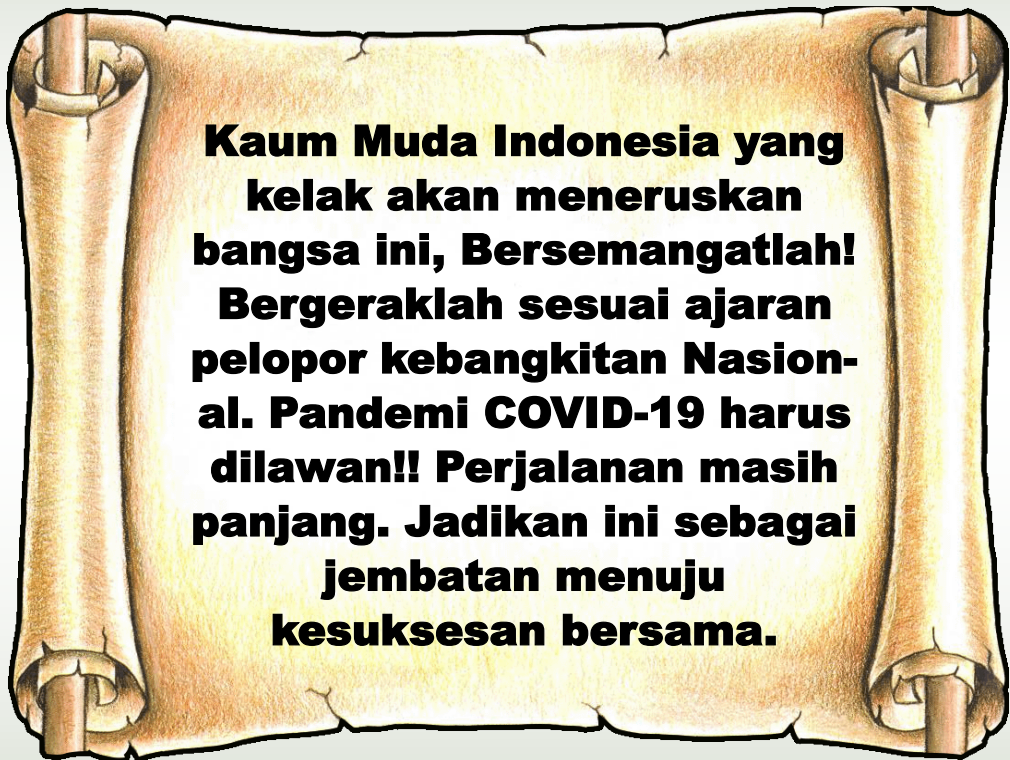 Kaum Muda Indonesia yang
kelak akan meneruskan
bangsa ini, Bersemangatlah!
Bergeraklah sesuai ajaran
pelopor kebangkitan Nasion-
al. Pandemi COVID-19 harus
dilawan!! Perjalanan masih
panjang. Jadikan ini sebagai
jembatan menuju
kesuksesan bersama.